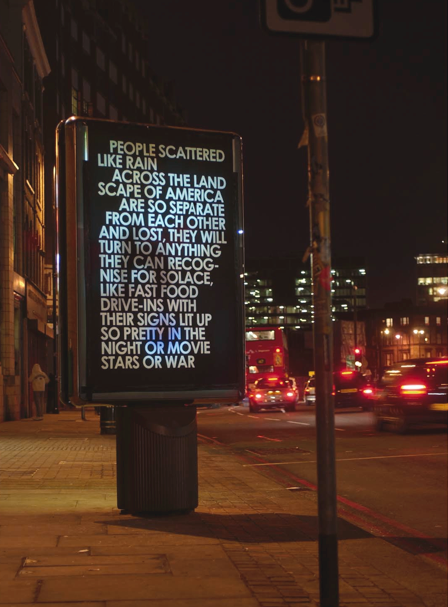 PEOPLE SCATTERED
LIKE RAIN
ACROSS THE LAND
SCAPE OF AMERICA
ARE SO SEPARATE
FROM EACH OTHER
AND LOST, THEY WILL
TURN TO ANYTHING
THEY CAN RECOG-
NISE FOR SOLACE,
LIKE FAST FOOD
DRIVE-INS WITH
THEIR SIGNS LIT UP
SO PRETTY IN THE
NIGHT OR MOVIE
STARS OR WAR